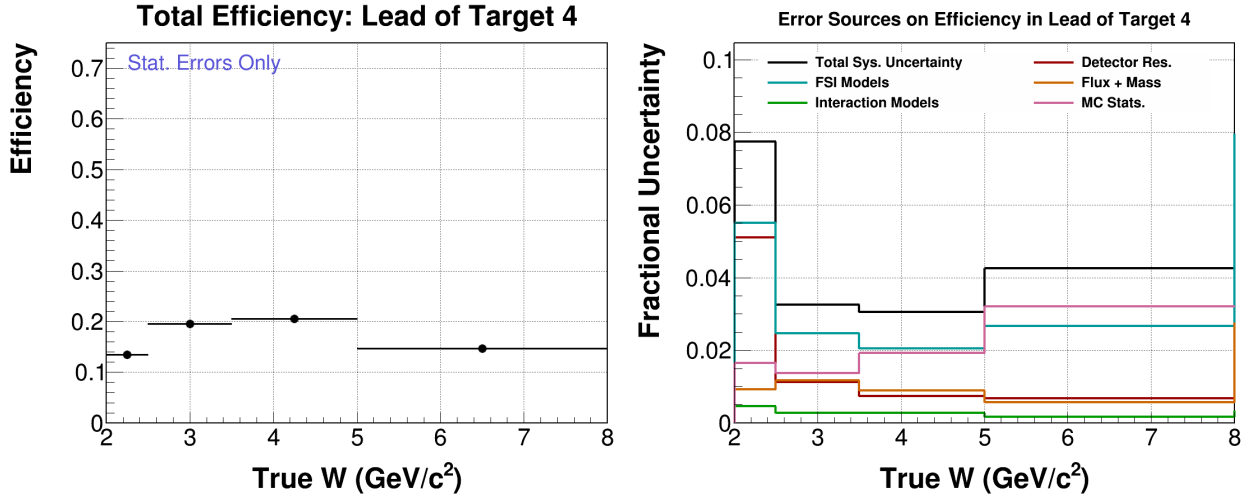 Total Efficiency: Lead of Target 4
Stat. Errors Only
Efficiency
0.7
0.6
0.5
0.4
0.3
0.2
0.1
0
2 3 4 5 6 7 8
True W (GeV/c²)
Error Sources on Efficiency in Lead of Target 4
Total Sys. Uncertainty
FSI Models
Interaction Models
Detector Res.
Flux + Mass
MC Stats.
Fractional Uncertainty
0.1
0.08
0.06
0.04
0.02
0
2 3 4 5 6 7 8
True W (GeV/c²)